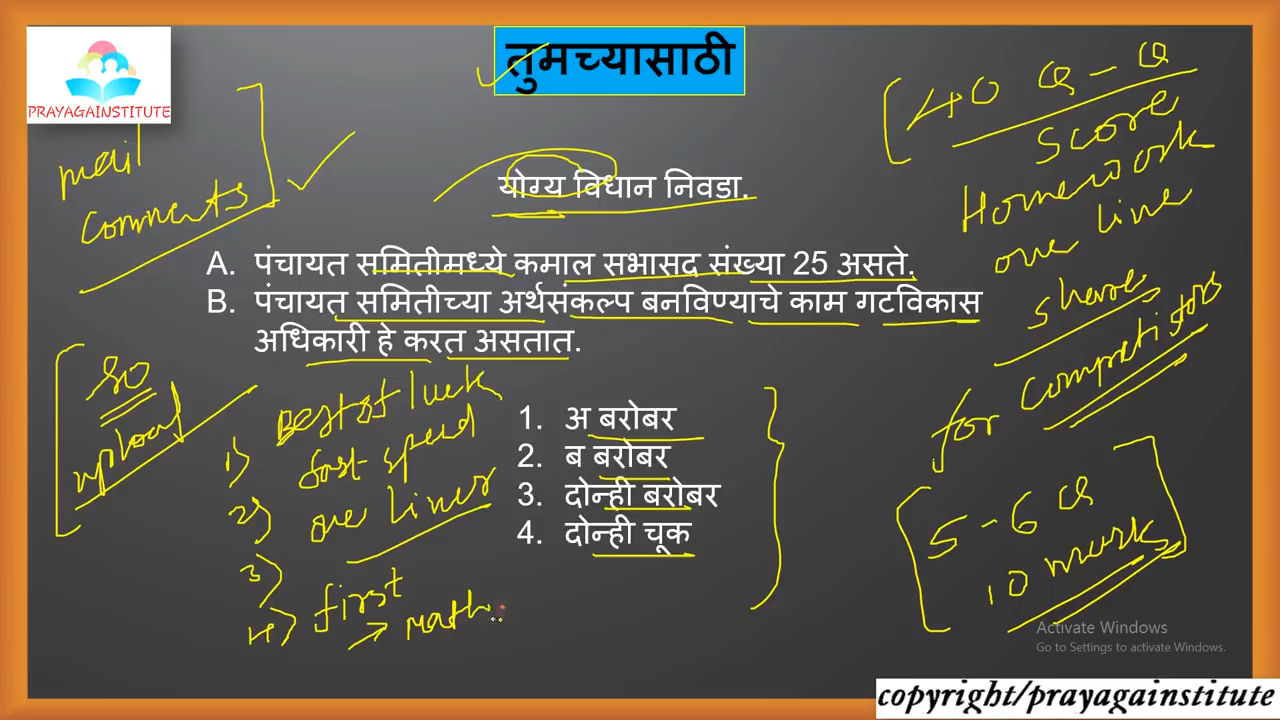 PRAYAGAINSTITUTE
तुमच्यासाठी
mail
comments
40 Q - Q
Score
Homework
one line
share
for competitors
योग्य विधान निवडा.
A. पंचायत समितीमध्ये कमाल सभासद संख्या 25 असते.
B. पंचायत समितीच्या अर्थसंकल्प बनविण्याचे काम गटविकास
अधिकारी हे करत असतात.
upload
1) Best of luck
2) fast speed
3) one liner
4) first
→ math
1. अ बरोबर
2. ब बरोबर
3. दोन्ही बरोबर
4. दोन्ही चूक
5-6 Q
10 marks
Activate Windows
Go to Settings to activate Windows.
copyright/prayagainstitute